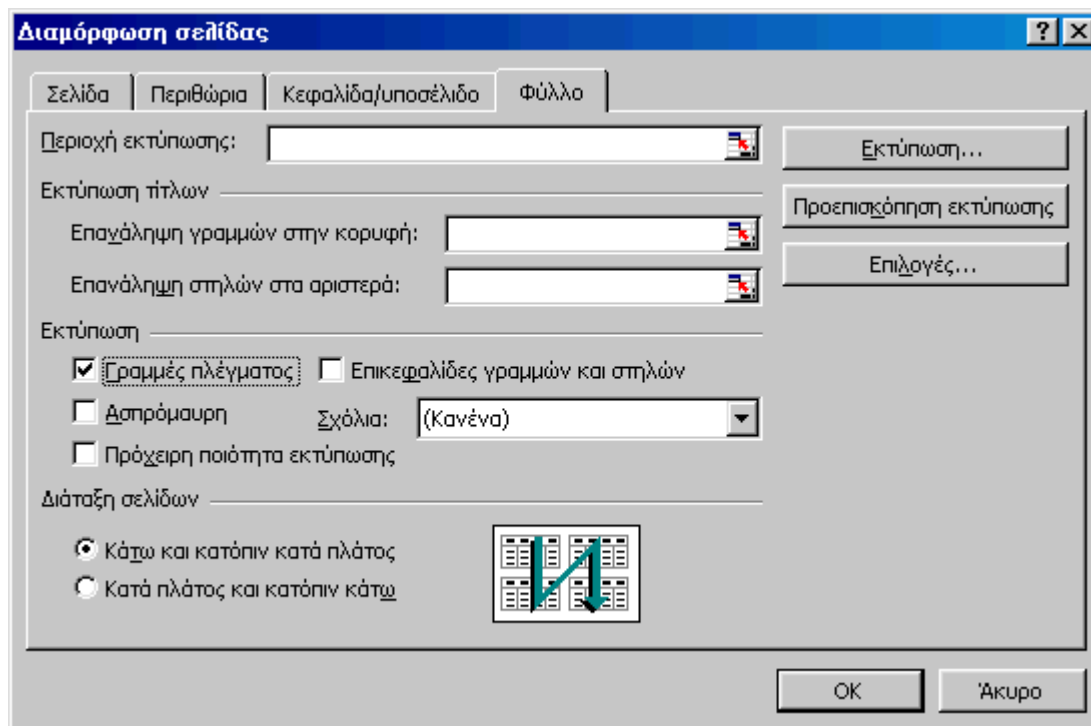 Διαμόρφωση σελίδας
Σελίδα Περιθώρια Κεφαλίδα/υποσέλιδο Φύλλο
Περιοχή εκτύπωσης: Εκτύπωση...
Εκτύπωση τίτλων Προεπισκόπηση εκτύπωσης
Επανάληψη γραμμών στην κορυφή:
Επιλογές...
Επανάληψη στηλών στα αριστερά:
Εκτύπωση
Γραμμές πλέγματος Επικεφαλίδες γραμμών και στηλών
Ασπρόμαυρη Σχόλια: (Κανένα)
Πρόχειρη ποιότητα εκτύπωσης
Διάταξη σελίδων
Κάτω και κατόπιν κατά πλάτος
Κατά πλάτος και κατόπιν κάτω
OK Άκυρο